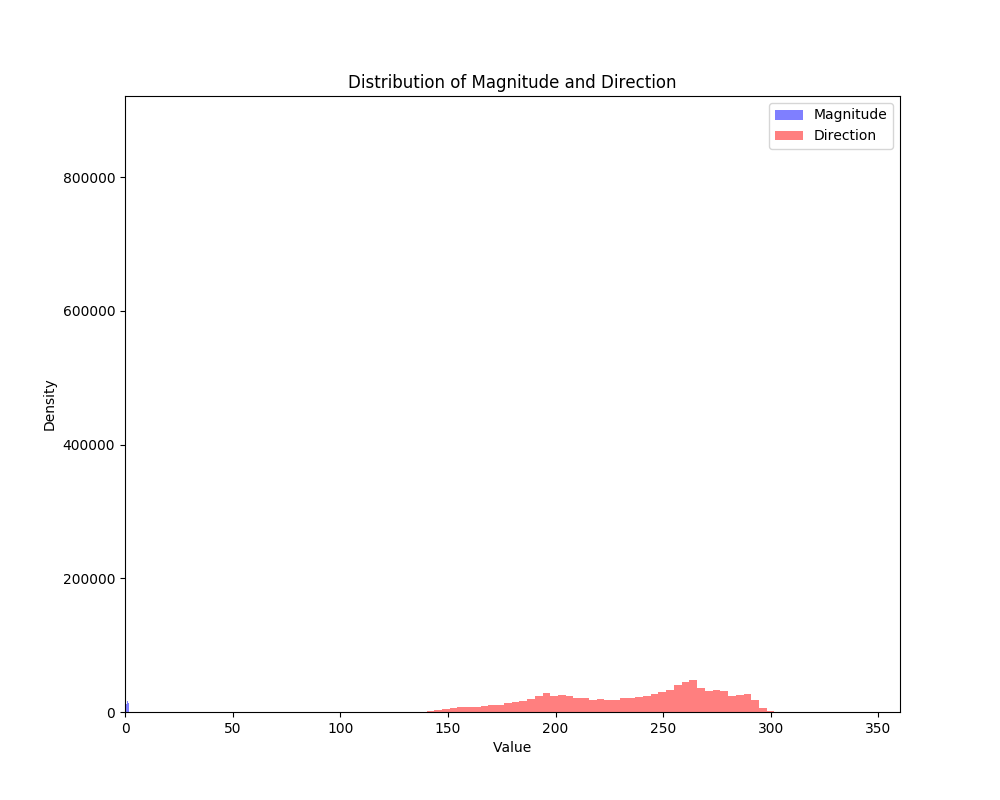 Distribution of Magnitude and Direction
Magnitude
Direction
800000
600000
400000
200000
0
Density
0 50 100 150 200 250 300 350
Value